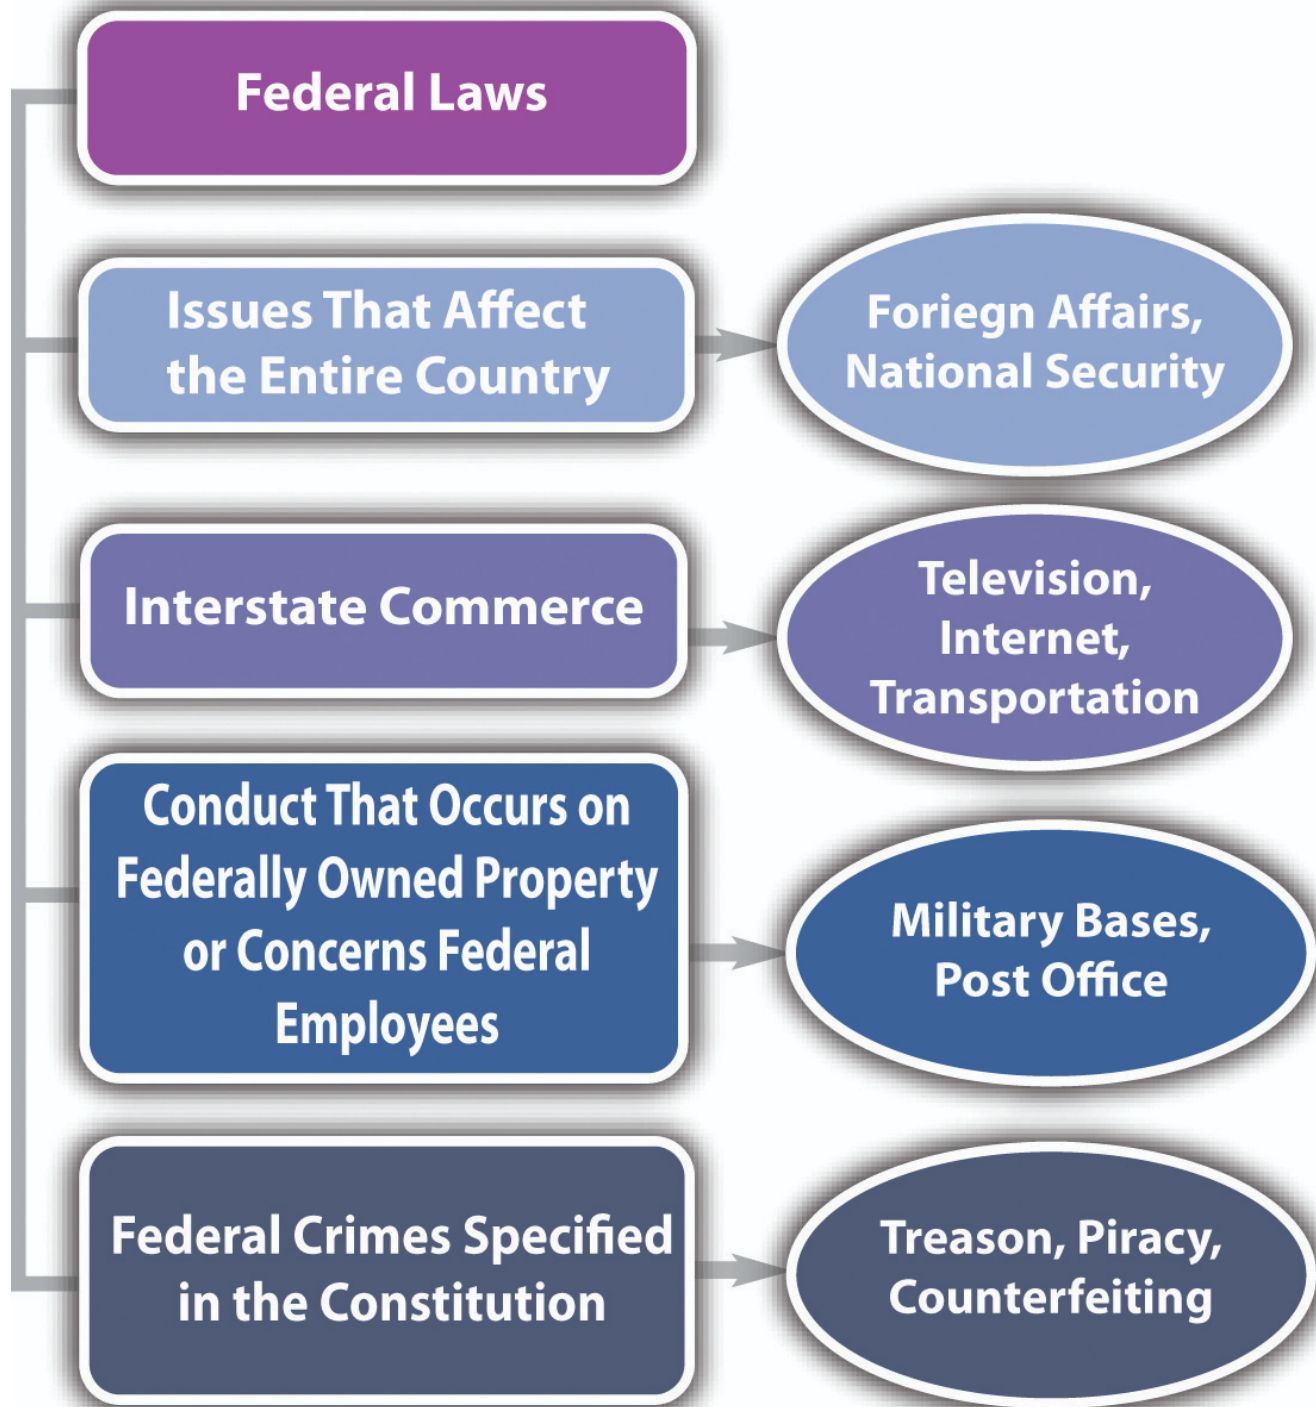 Federal Laws
Issues That Affect
the Entire Country
Foriegn Affairs,
National Security
Interstate Commerce
Television,
Internet,
Transportation
Conduct That Occurs on
Federally Owned Property
or Concerns Federal
Employees
Military Bases,
Post Office
Federal Crimes Specified
in the Constitution
Treason, Piracy,
Counterfeiting